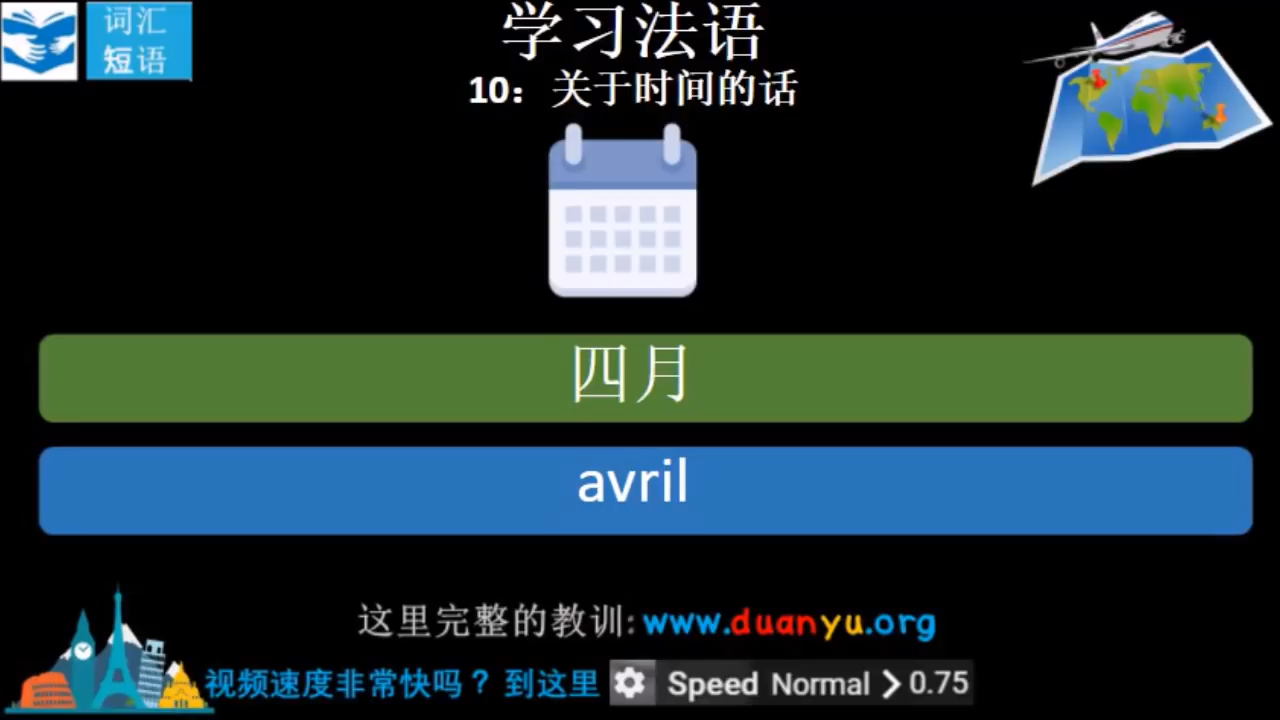 词汇
短语
学习法语
10：关于时间的话
四月
avril
这里完整的教训: www.duanyu.org
视频速度非常快吗？ 到这里 Speed Normal > 0.75